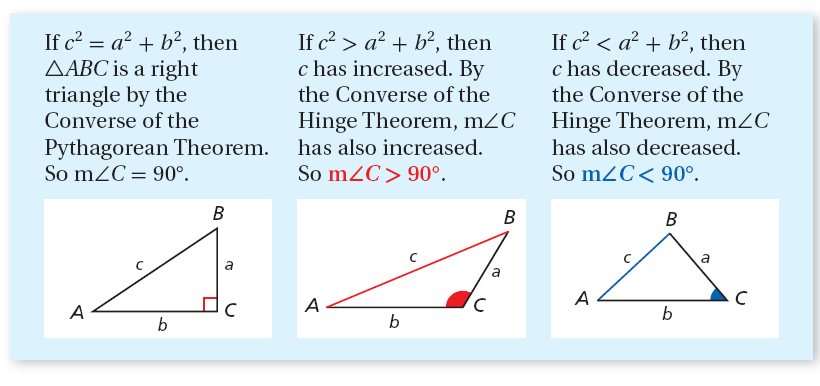 If c² = a² + b², then
△ABC is a right
triangle by the
Converse of the
Pythagorean Theorem.
So m∠C = 90°.
B
c
a
A
C
b
If c² > a² + b², then
c has increased. By
the Converse of the
Hinge Theorem, m∠C
has also increased.
So m∠C > 90°.
B
c
a
A
C
b
If c² < a² + b², then
c has decreased. By
the Converse of the
Hinge Theorem, m∠C
has also decreased.
So m∠C < 90°.
B
c
a
A
C
b